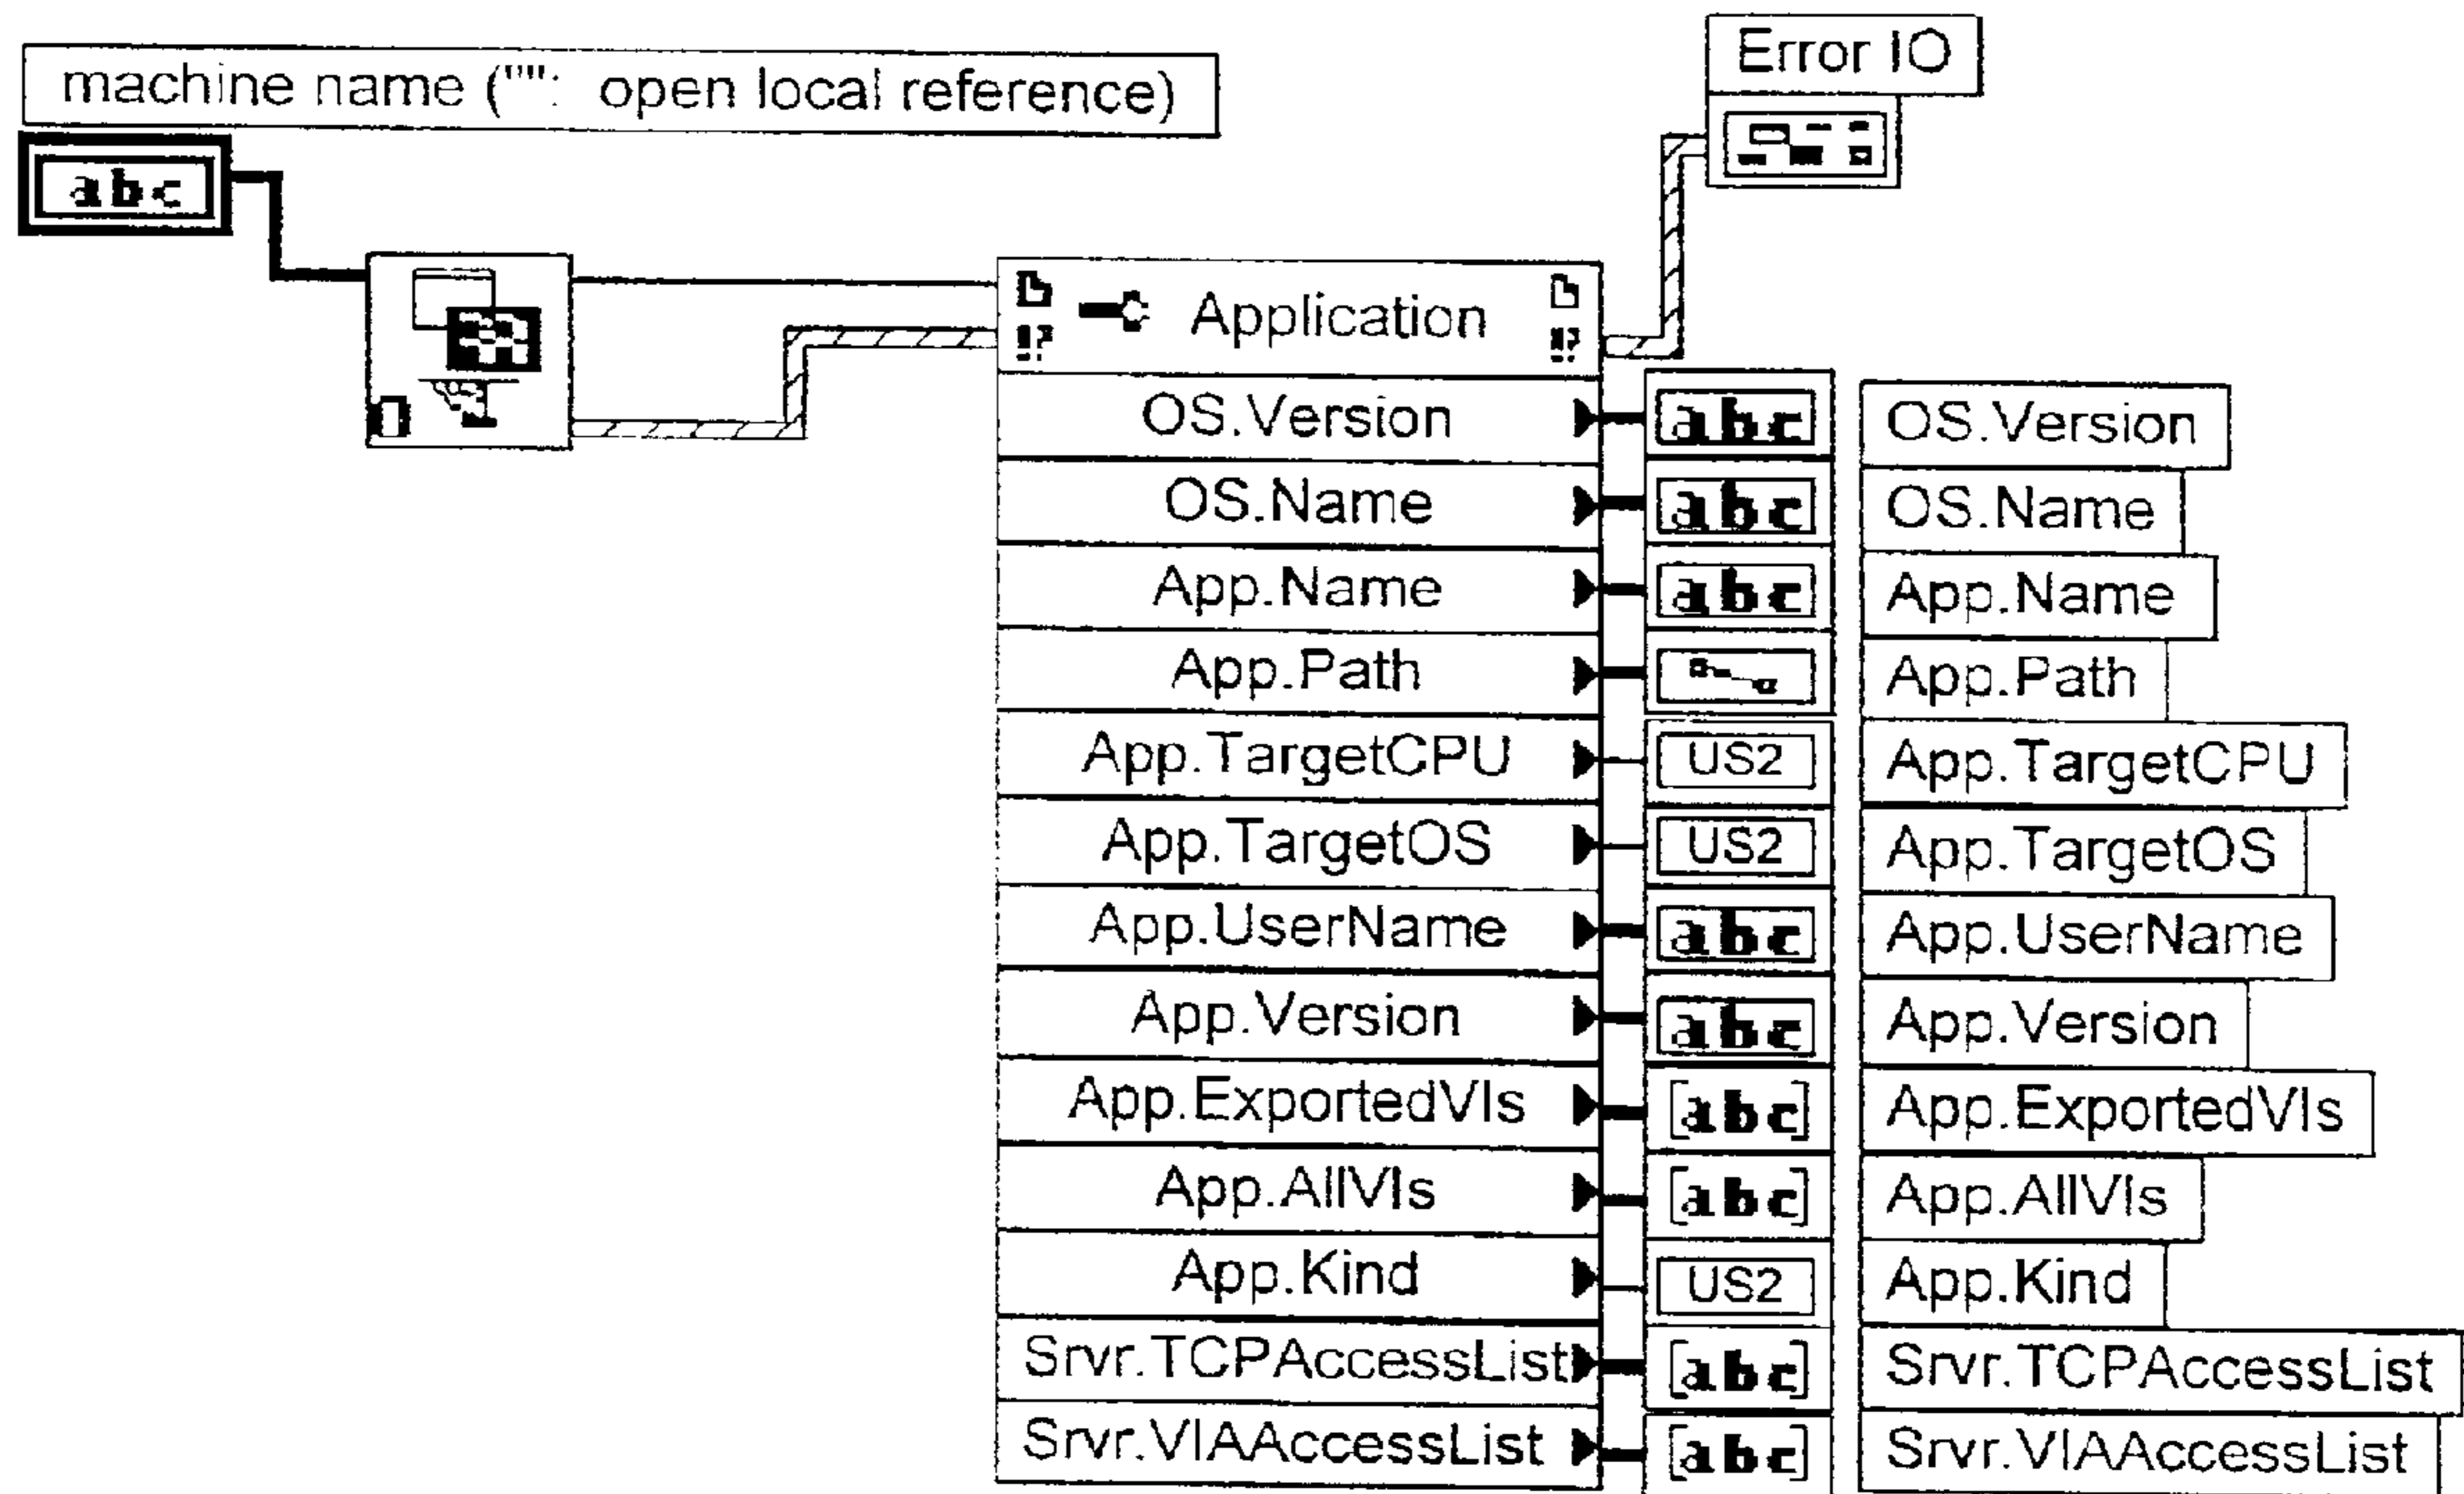 Error IO
machine name ("": open local reference)
abc
!? Application !?
OS.Version abc OS.Version
OS.Name abc OS.Name
App.Name abc App.Name
App.Path App.Path
App.TargetCPU US2 App.TargetCPU
App.TargetOS US2 App.TargetOS
App.UserName abc App.UserName
App.Version abc App.Version
App.ExportedVIs [abc] App.ExportedVIs
App.AllVIs [abc] App.AllVIs
App.Kind US2 App.Kind
Srvr.TCPAccessList [abc] Srvr.TCPAccessList
Srvr.VIAAccessList [abc] Srvr.VIAAccessList